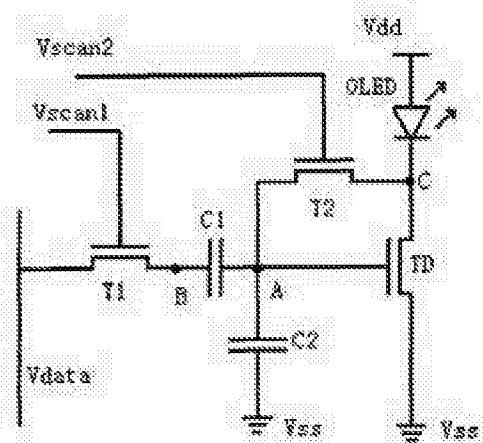 Vdd
Vscan2
OLED
Vscan1
C
T2
C1
TD
T1
B
A
C2
Vdata
Vss
Vss